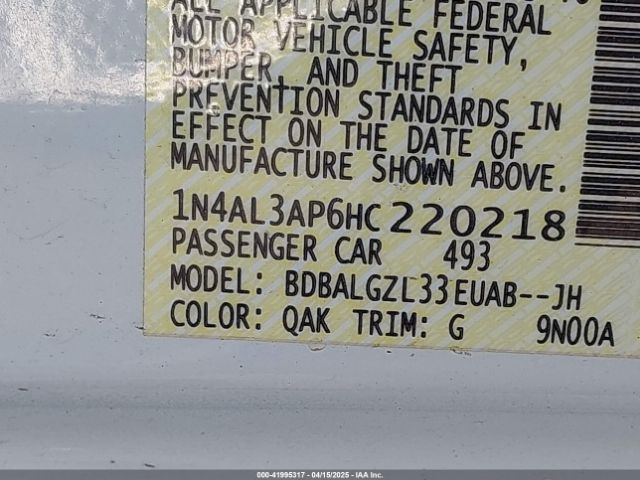 ALL APPLICABLE FEDERAL
MOTOR VEHICLE SAFETY,
BUMPER, AND THEFT
PREVENTION STANDARDS IN
EFFECT ON THE DATE OF
MANUFACTURE SHOWN ABOVE.
1N4AL3AP6HC220218
PASSENGER CAR 493
MODEL: BDBALGZL33EUAB--JH
COLOR: QAK TRIM: G 9N00A
000-41995317 - 04/15/2025 - IAA Inc.